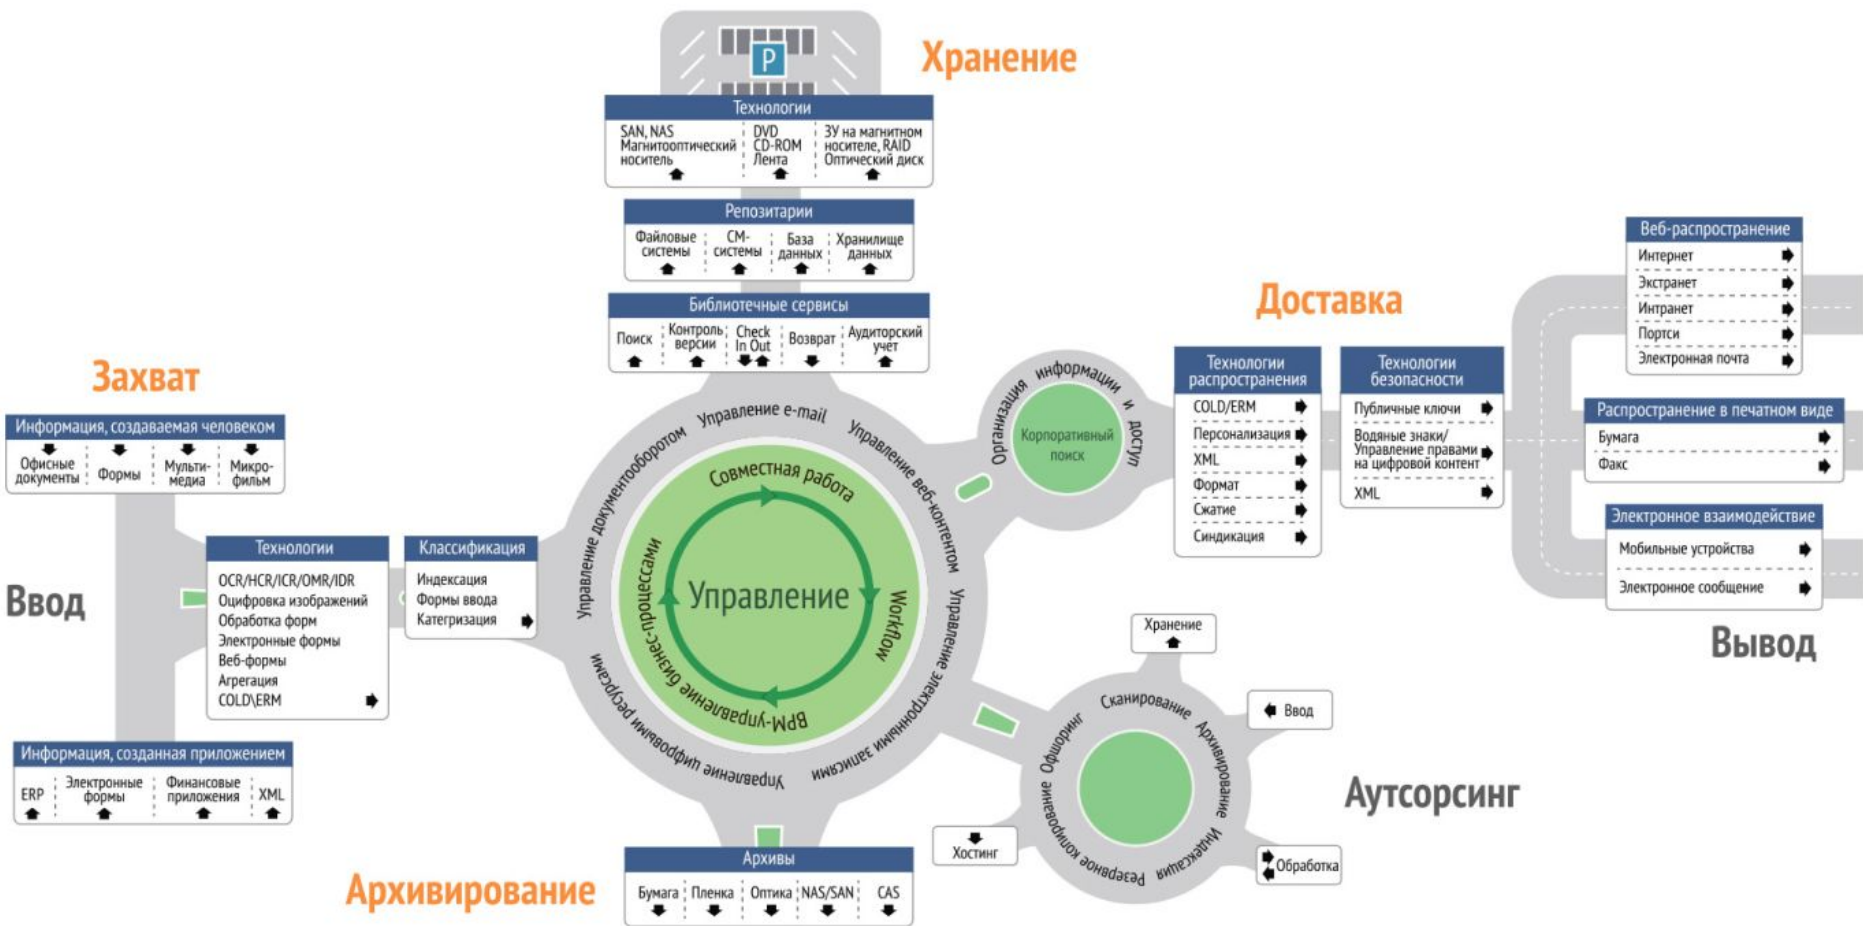 Хранение
P
Технологии
SAN, NAS
Магнитооптический
носитель
DVD
CD-ROM
Лента
ЗУ на магнитном
носителе, RAID
Оптический диск
Репозитарии
Файловые
системы
CM-
системы
База
данных
Хранилище
данных
Библиотечные сервисы
Поиск
Контроль
версии
Check
In Out
Возврат
Аудиторский
учет
Захват
Информация, создаваемая человеком
Офисные
документы
Формы
Мульти-
медиа
Микро-
фильм
Ввод
Технологии
OCR/HCR/ICR/OMR/IDR
Оцифровка изображений
Обработка форм
Электронные формы
Веб-формы
Агрегация
COLD\ERM
Классификация
Индексация
Формы ввода
Категризация
Информация, созданная приложением
ERP
Электронные
формы
Финансовые
приложения
XML
Управление документооборотом
Управление e-mail
Управление веб-контентом
Управление электронными записями
Управление цифровыми ресурсами
Совместная работа
Workflow
BPM-управление бизнес-процессами
Управление
Архивирование
Архивы
Бумага
Пленка
Оптика
NAS/SAN
CAS
Организация информации и доступ
Корпоративный
поиск
Доставка
Технологии
распространения
COLD/ERM
Персонализация
XML
Формат
Сжатие
Синдикация
Технологии
безопасности
Публичные ключи
Водяные знаки/
Управление правами
на цифровой контент
XML
Веб-распространение
Интернет
Экстранет
Интранет
Портси
Электронная почта
Распространение в печатном виде
Бумага
Факс
Электронное взаимодействие
Мобильные устройства
Электронное сообщение
Вывод
Хранение
Ввод
Обработка
Хостинг
Сканирование
Архивирование
Индексация
Резервное копирование
Офшоринг
Аутсорсинг